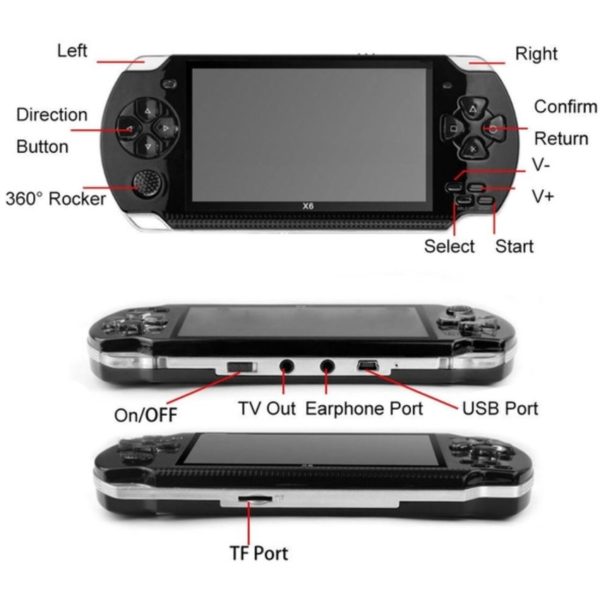 Left
Right
Direction
Button
Confirm
Return
360° Rocker
V-
V+
X6
Select
Start
On/OFF
TV Out
Earphone Port
USB Port
TF Port